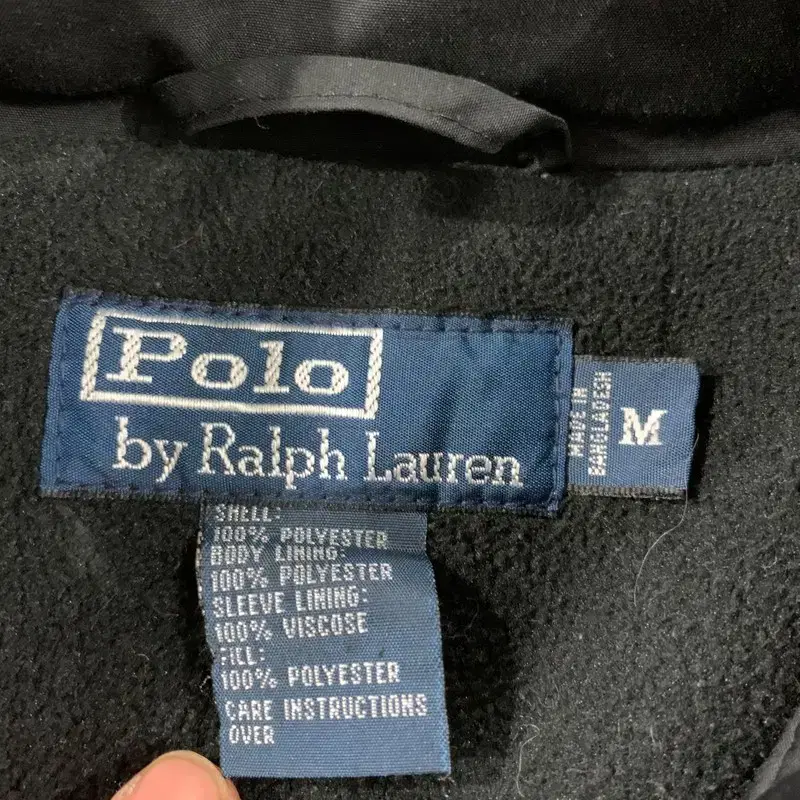 Polo
by Ralph Lauren
MADE IN
BANGLADESH
M
SHELL:
100% POLYESTER
BODY LINING:
100% POLYESTER
SLEEVE LINING:
100% VISCOSE
FILL:
100% POLYESTER
CARE INSTRUCTIONS
OVER